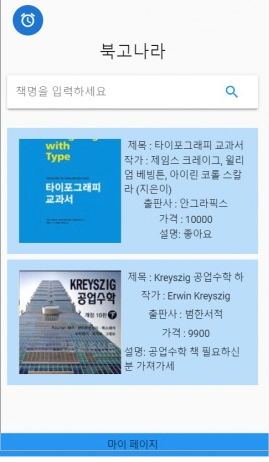 북고나라
책명을 입력하세요
with
Type
타이포그래피
교과서
제목 : 타이포그래피 교과서
작가 : 제임스 크레이그, 윌리
엄 베빙튼, 아이린 코롤 스칼
라 (지은이)
출판사 : 안그라픽스
가격 : 10000
설명: 좋아요
KREYSZIG
공업수학
개정 10판 下
제목 : Kreyszig 공업수학 하
작가 : Erwin Kreyszig
출판사 : 범한서적
가격 : 9900
설명: 공업수학 책 필요하신
분 가져가세
마이 페이지